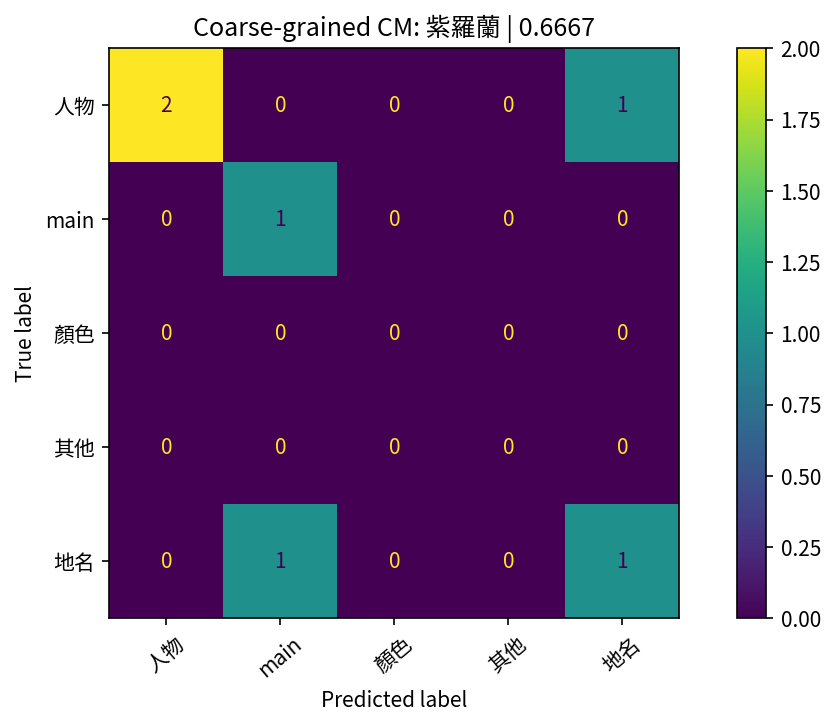 Coarse-grained CM: 紫羅蘭 | 0.6667
True label
人物 2 0 0 0 1
main 0 1 0 0 0
顏色 0 0 0 0 0
其他 0 0 0 0 0
地名 0 1 0 0 1
人物 main 顏色 其他 地名
Predicted label
2.00
1.75
1.50
1.25
1.00
0.75
0.50
0.25
0.00